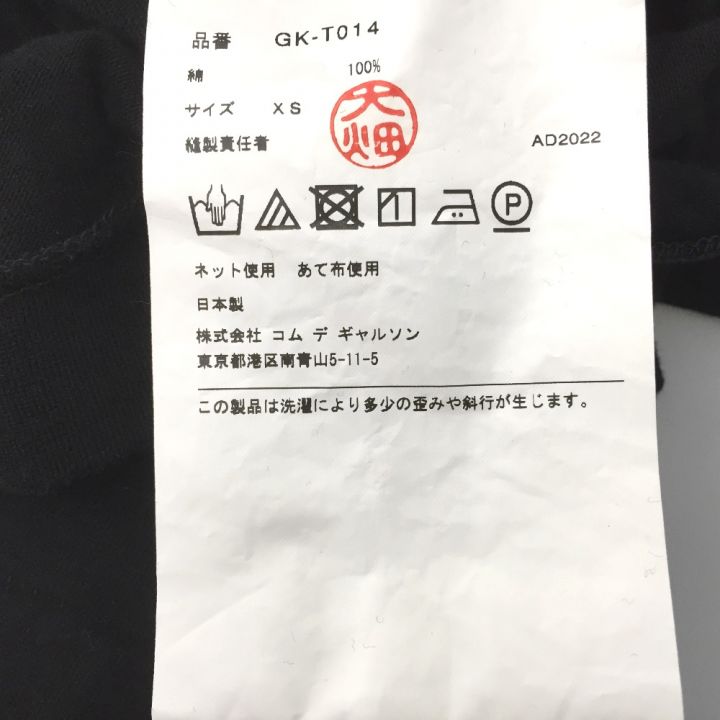 品番 GK-T014
綿 100%
サイズ XS
大畑
縫製責任者 AD2022
P
ネット使用 あて布使用
日本製
株式会社 コム デ ギャルソン
東京都港区南青山5-11-5
この製品は洗濯により多少の歪みや斜行が生じます。